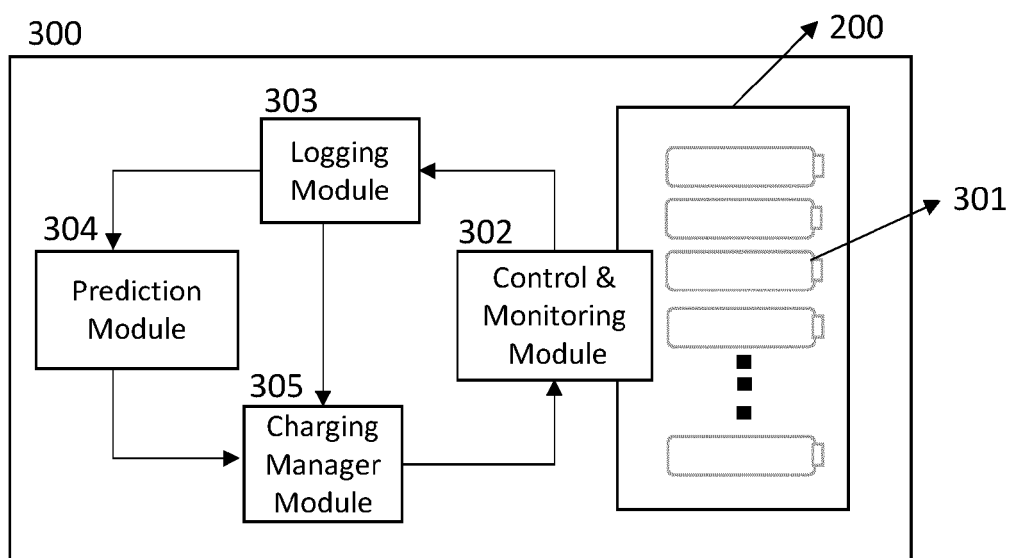 300
200
303
Logging
Module
301
304
302
Prediction
Module
Control &
Monitoring
Module
305
Charging
Manager
Module